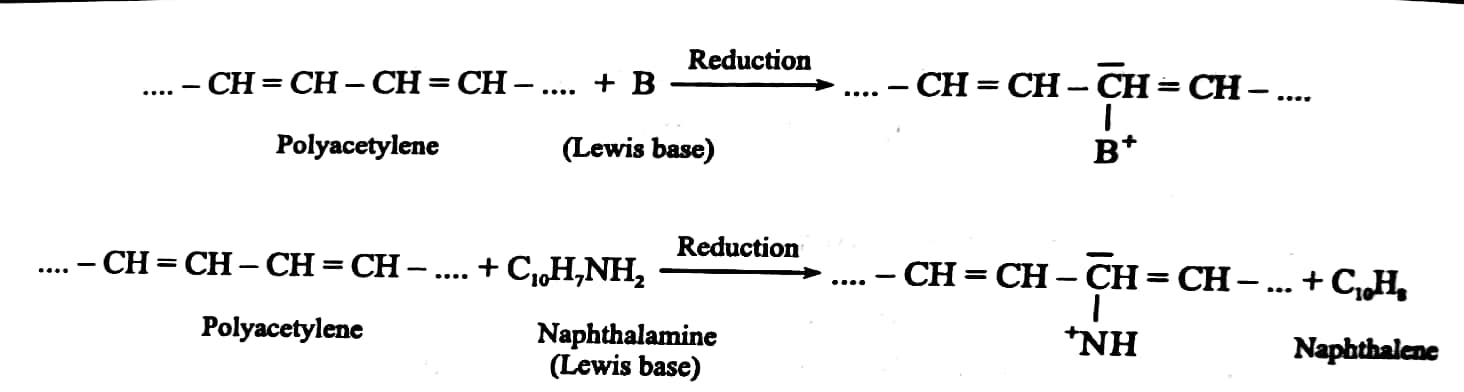 Reduction
.... – CH = CH – CH = CH – .... + B ⟶ .... – CH = CH – C̅H = CH – ....
|
B⁺
Polyacetylene (Lewis base)
Reduction
.... – CH = CH – CH = CH – .... + C₁₀H₇NH₂ ⟶ .... – CH = CH – C̅H = CH – ... + C₁₀H₈
|
⁺NH
Polyacetylene Naphthalamine Naphthalene
(Lewis base)